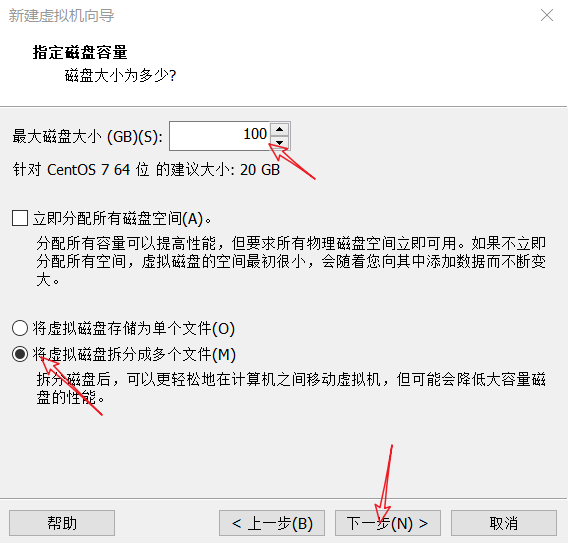 新建虚拟机向导
指定磁盘容量
磁盘大小为多少?
最大磁盘大小 (GB)(S): 100
针对 CentOS 7 64 位 的建议大小: 20 GB
立即分配所有磁盘空间(A)。
分配所有容量可以提高性能，但要求所有物理磁盘空间立即可用。如果不立即
分配所有空间，虚拟磁盘的空间最初很小，会随着您向其中添加数据而不断变
大。
将虚拟磁盘存储为单个文件(O)
将虚拟磁盘拆分成多个文件(M)
拆分磁盘后，可以更轻松地在计算机之间移动虚拟机，但可能会降低大容量磁
盘的性能。
帮助 < 上一步(B) 下一步(N) > 取消